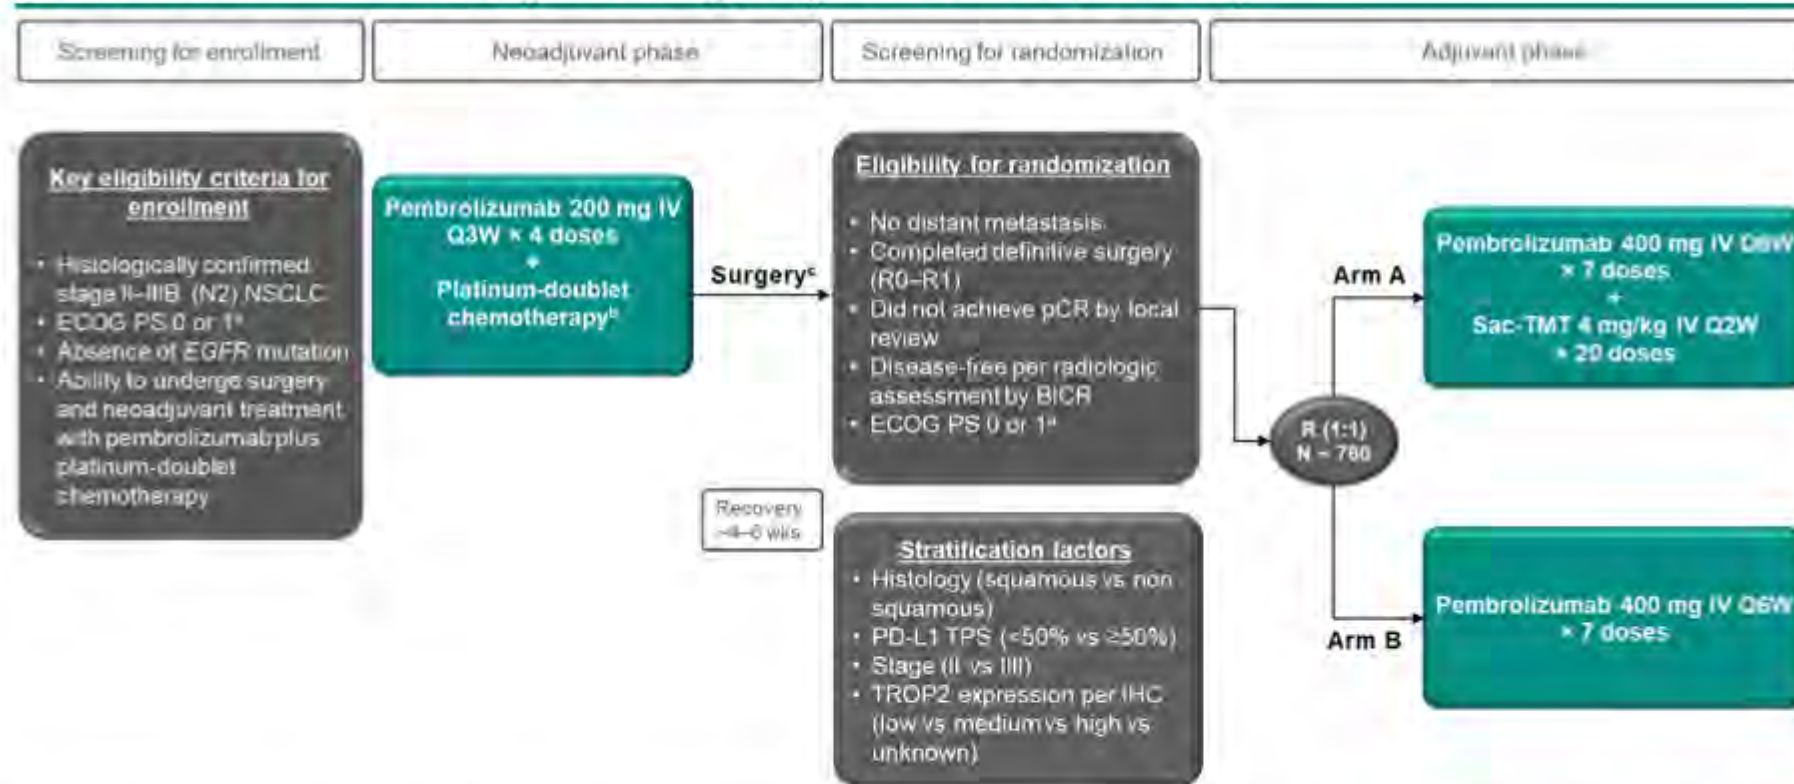 Screening for enrollment
Neoadjuvant phase
Screening for randomization
Adjuvant phase
Key eligibility criteria for
enrollment
• Histologically confirmed
stage II–IIIB (N2) NSCLC
• ECOG PS 0 or 1ᵃ
• Absence of EGFR mutation
• Ability to undergo surgery
and neoadjuvant treatment
with pembrolizumab plus
platinum-doublet
chemotherapy
Pembrolizumab 200 mg IV
Q3W × 4 doses
+
Platinum-doublet
chemotherapyᵇ
Surgeryᶜ
Recovery
~4–6 wks
Eligibility for randomization
• No distant metastasis
• Completed definitive surgery
(R0–R1)
• Did not achieve pCR by local
review
• Disease-free per radiologic
assessment by BICR
• ECOG PS 0 or 1ᵃ
Stratification factors
• Histology (squamous vs non
squamous)
• PD-L1 TPS (<50% vs ≥50%)
• Stage (II vs IIII)
• TROP2 expression per IHC
(low vs medium vs high vs
unknown)
R (1:1)
N ~
Arm A
Pembrolizumab 400 mg IV Q6W
× 7 doses
+
Sac-TMT 4 mg/kg IV Q2W
× 20 doses
Arm B
Pembrolizumab 400 mg IV Q6W
× 7 doses